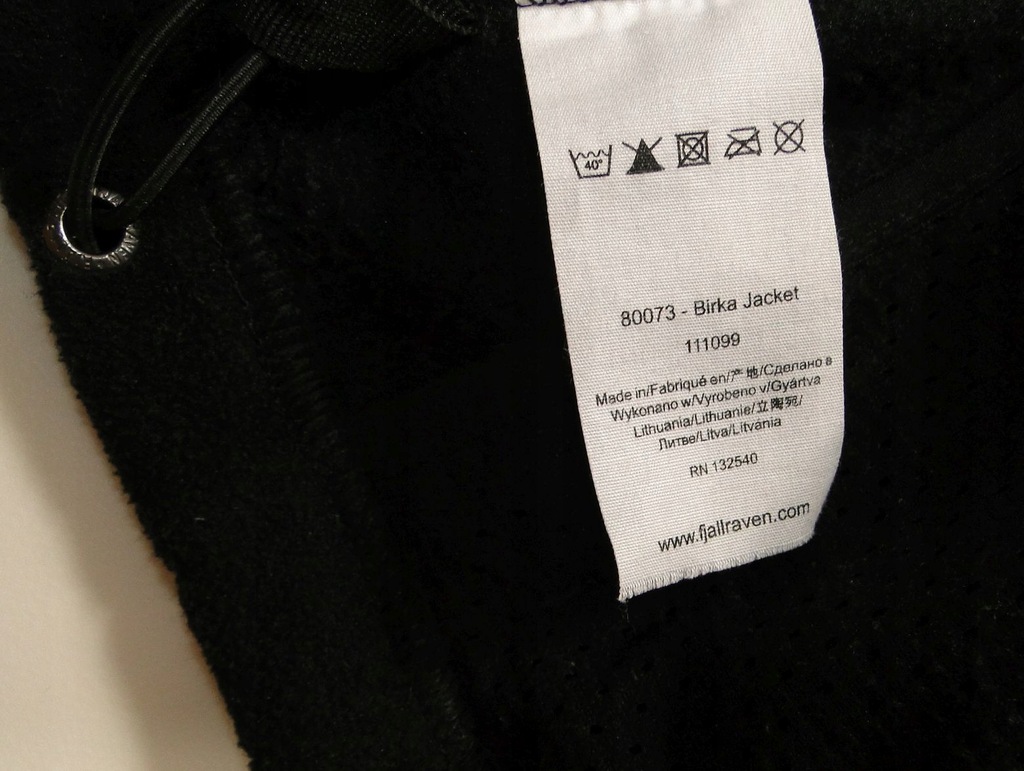 40°
80073 - Birka Jacket
111099
Made in/Fabriqué en/产 地/Сделано в
Wykonano w/Vyrobeno v/Gyártva
Lithuania/Lithuanie/立陶宛/
Литве/Litva/Litvánia
RN 132540
www.fjallraven.com